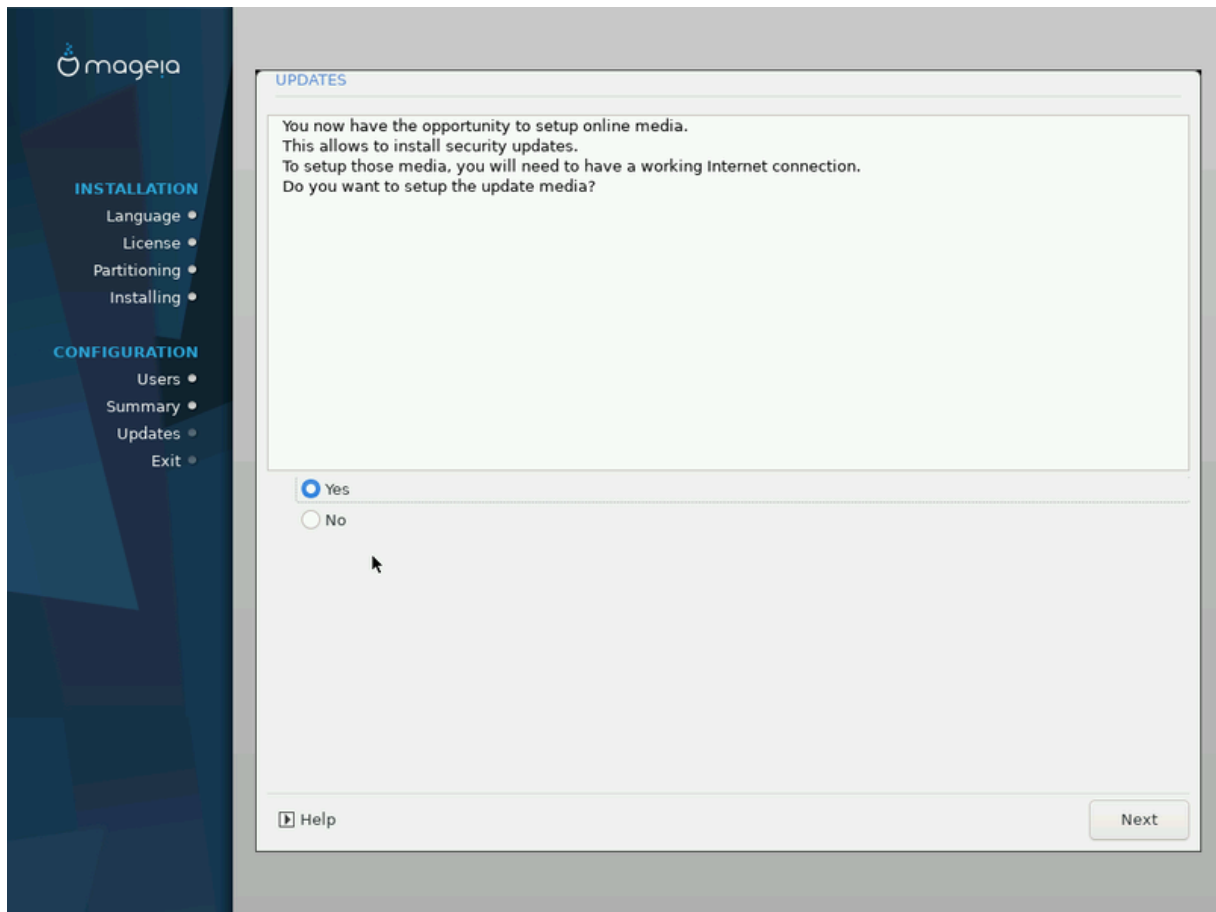 mageia
INSTALLATION
Language
License
Partitioning
Installing
CONFIGURATION
Users
Summary
Updates
Exit
UPDATES
You now have the opportunity to setup online media.
This allows to install security updates.
To setup those media, you will need to have a working Internet connection.
Do you want to setup the update media?
Yes
No
Help
Next